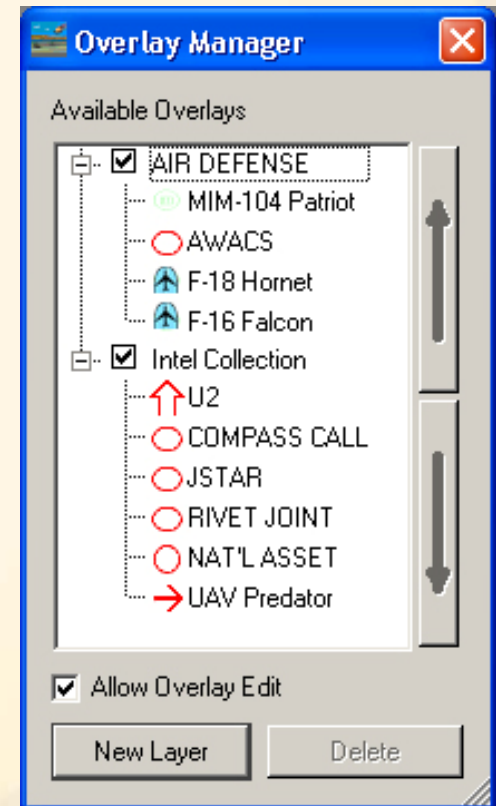 Overlay Manager
Available Overlays
AIR DEFENSE
MIM-104 Patriot
AWACS
F-18 Hornet
F-16 Falcon
Intel Collection
U2
COMPASS CALL
JSTAR
RIVET JOINT
NAT'L ASSET
UAV Predator
Allow Overlay Edit
New Layer
Delete